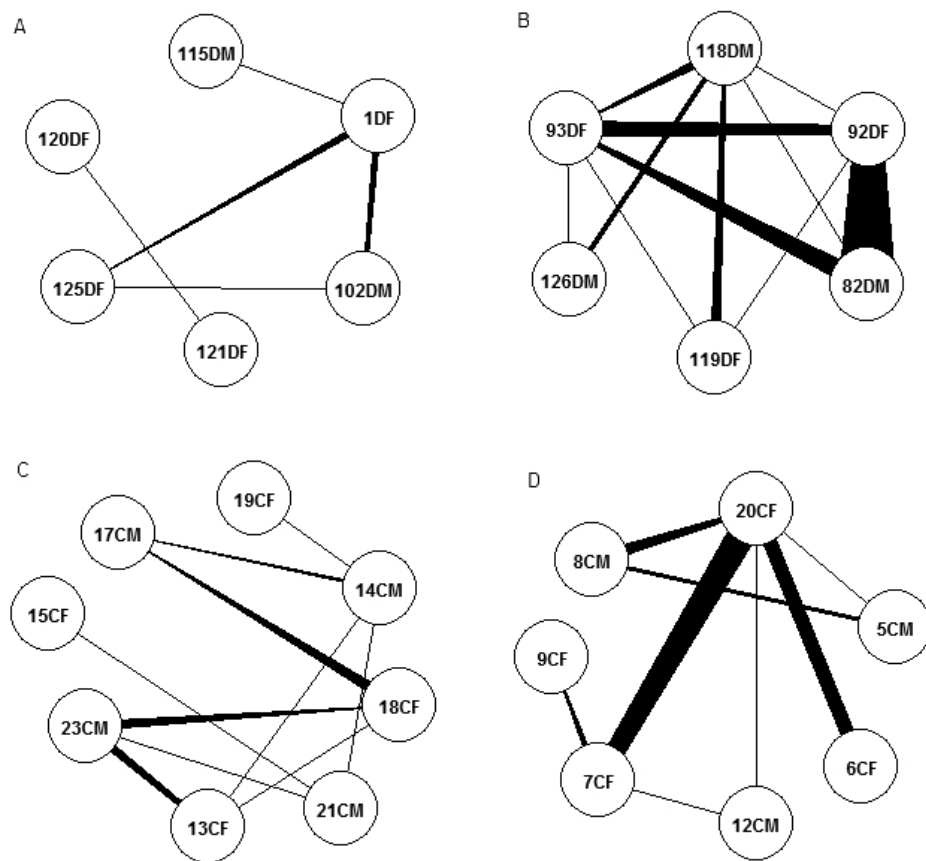 A
115DM
1DF
120DF
125DF
102DM
121DF
B
118DM
93DF
92DF
126DM
82DM
119DF
C
19CF
17CM
14CM
15CF
18CF
23CM
21CM
13CF
D
20CF
8CM
5CM
9CF
7CF
6CF
12CM